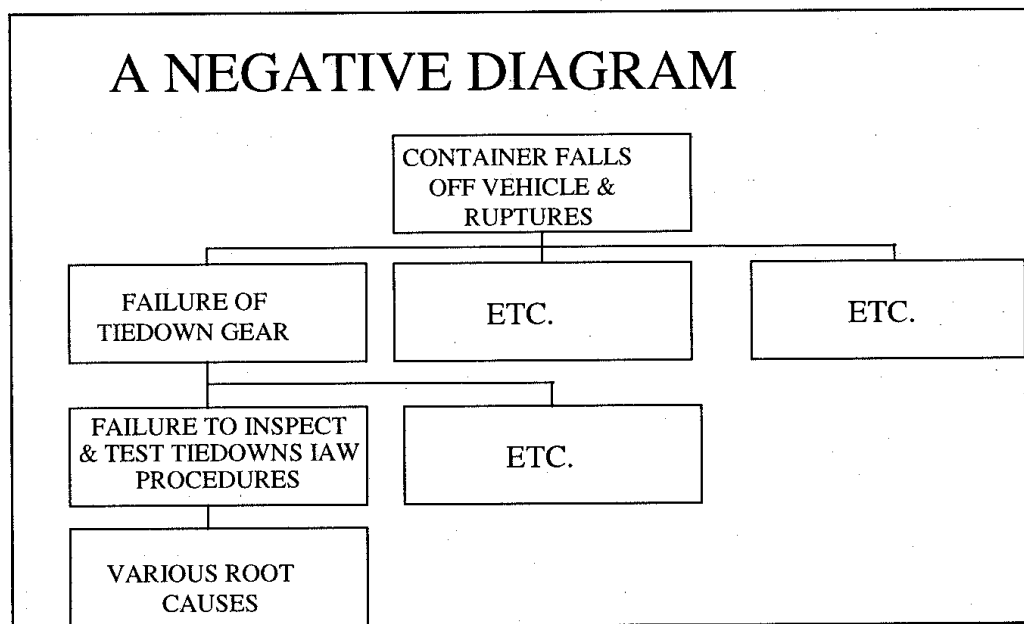 A NEGATIVE DIAGRAM
CONTAINER FALLS
OFF VEHICLE &
RUPTURES
FAILURE OF
TIEDOWN GEAR
ETC.
ETC.
FAILURE TO INSPECT
& TEST TIEDOWNS IAW
PROCEDURES
ETC.
VARIOUS ROOT
CAUSES